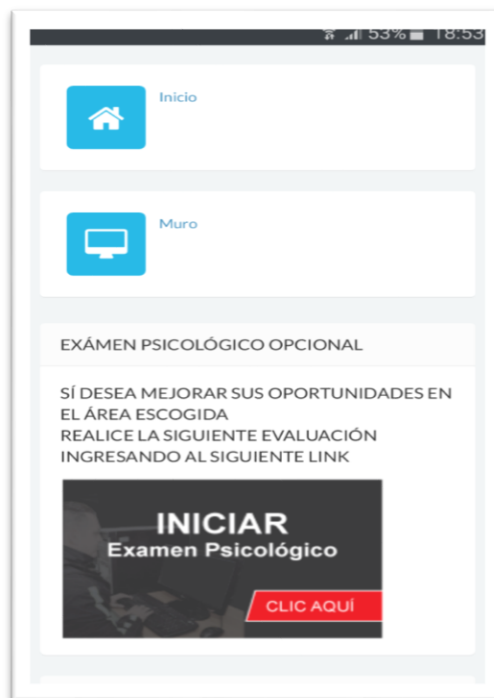 53% 18:53
Inicio
Muro
EXÁMEN PSICOLÓGICO OPCIONAL
SÍ DESEA MEJORAR SUS OPORTUNIDADES EN
EL ÁREA ESCOGIDA
REALICE LA SIGUIENTE EVALUACIÓN
INGRESANDO AL SIGUIENTE LINK
INICIAR
Examen Psicológico
CLIC AQUÍ